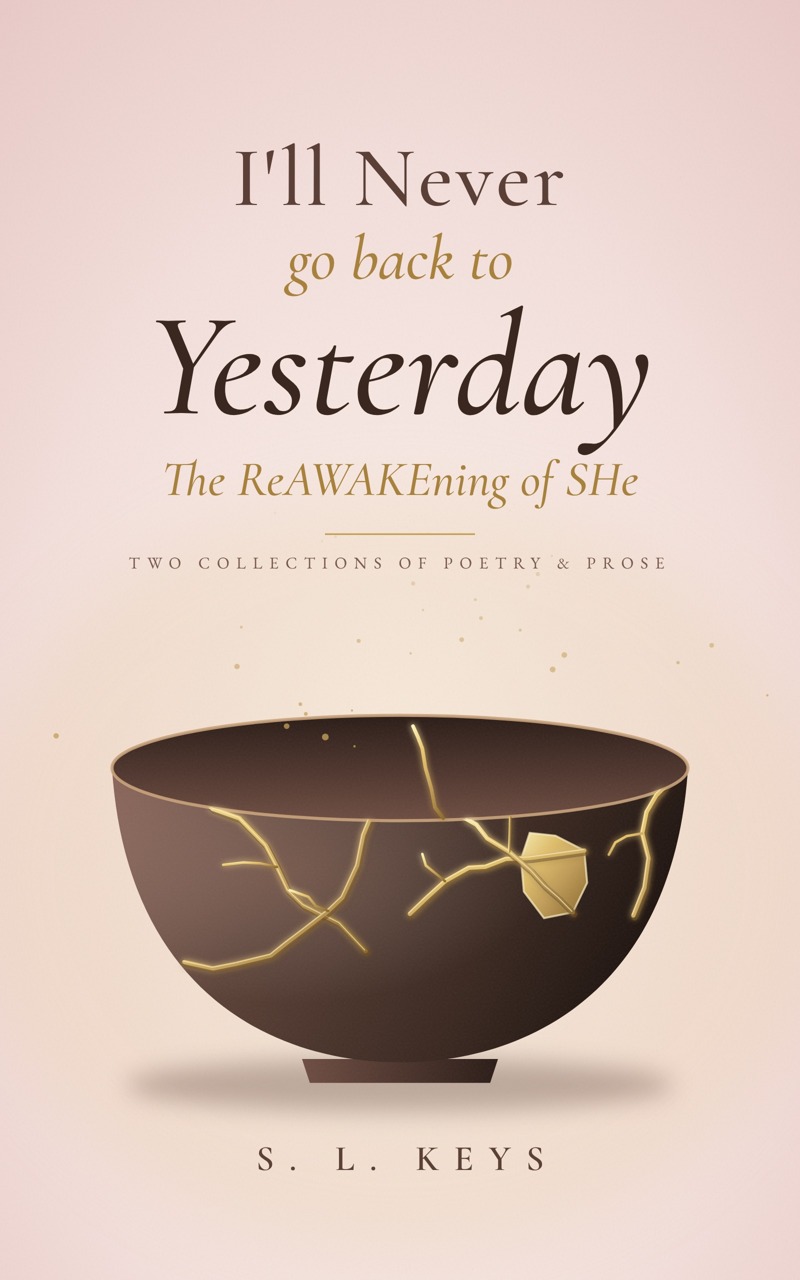 I'll Never
go back to
Yesterday
The ReAWAKEning of SHe
TWO COLLECTIONS OF POETRY & PROSE
S. L. KEYS